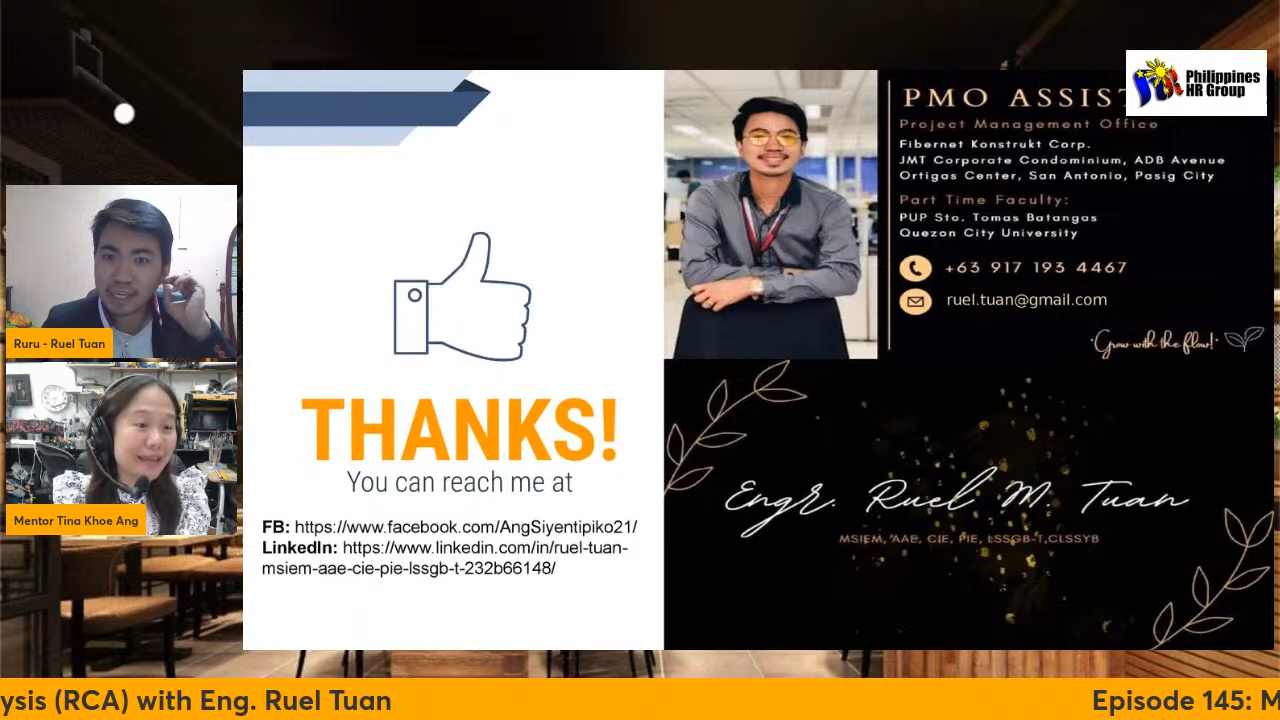 Philippines
HR Group
PMO ASSIST
Project Management Office
Fibernet Konstrukt Corp.
JMT Corporate Condominium, ADB Avenue
Ortigas Center, San Antonio, Pasig City
Part Time Faculty:
PUP Sto. Tomas Batangas
Quezon City University
+63 917 193 4467
ruel.tuan@gmail.com
"Grow with the flow!"
Ruru - Ruel Tuan
Mentor Tina Khoe Ang
THANKS!
You can reach me at
FB: https://www.facebook.com/AngSiyentipiko21/
LinkedIn: https://www.linkedin.com/in/ruel-tuan-
msiem-aae-cie-pie-lssgb-t-232b66148/
Engr. Ruel M. Tuan
MSIEM, AAE, CIE, PIE, LSSGB-T,CLSSYB
ysis (RCA) with Eng. Ruel Tuan
Episode 145: M